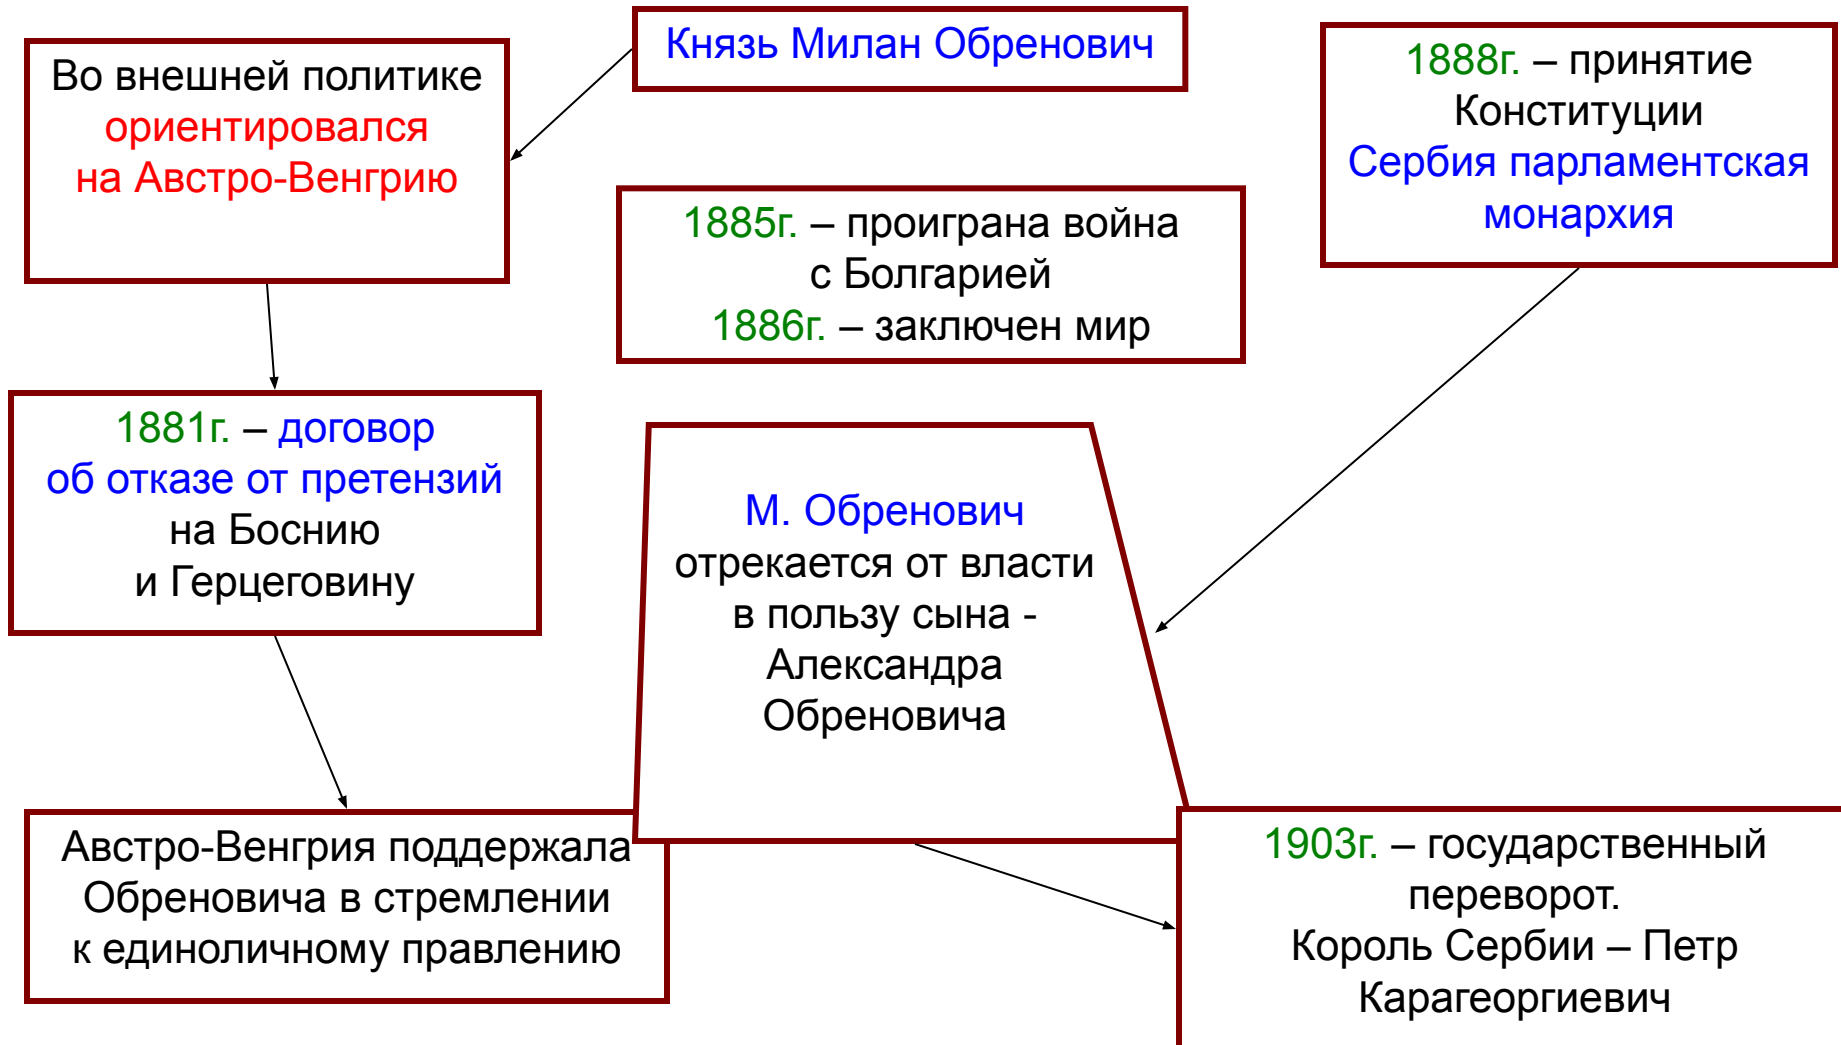 Князь Милан Обренович
Во внешней политике
ориентировался
на Австро-Венгрию
1881г. – договор
об отказе от претензий
на Боснию
и Герцеговину
Австро-Венгрия поддержала
Обреновича в стремлении
к единоличному правлению
1885г. – проиграна война
с Болгарией
1886г. – заключен мир
1888г. – принятие
Конституции
Сербия парламентская
монархия
М. Обренович
отрекается от власти
в пользу сына -
Александра
Обреновича
1903г. – государственный
переворот.
Король Сербии – Петр
Карагеоргиевич